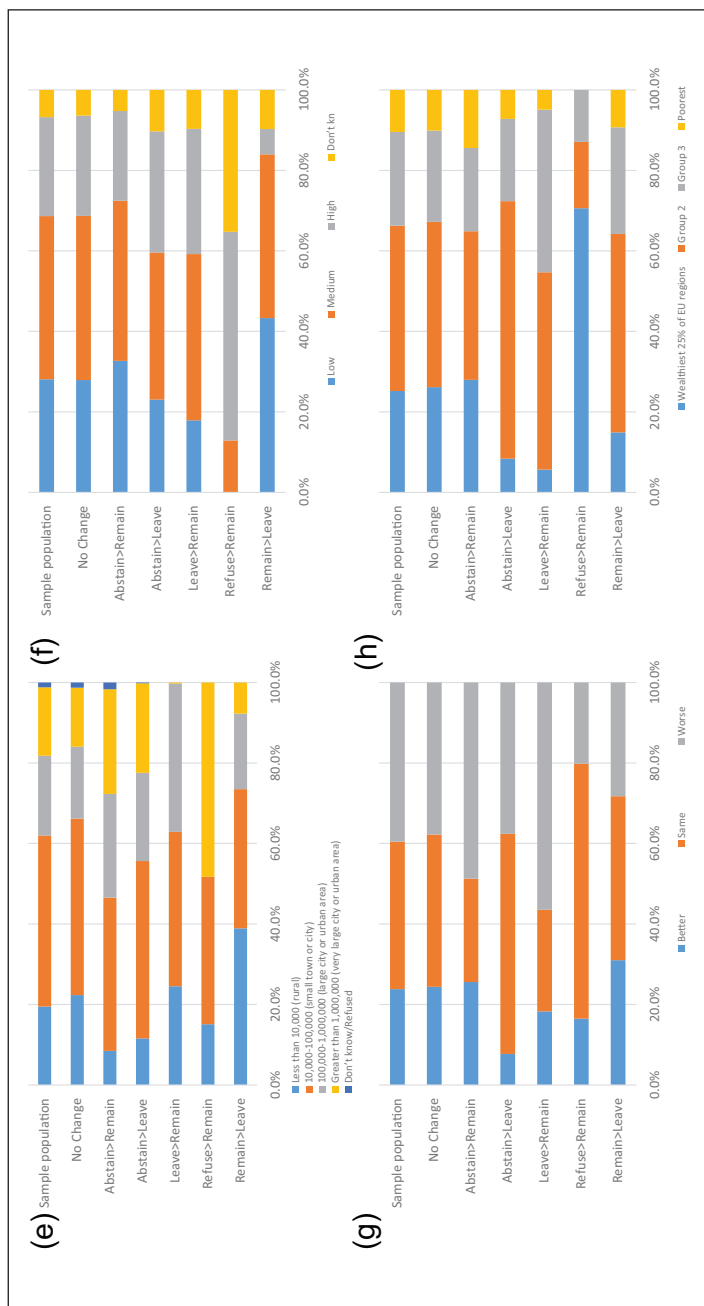 (e)
Sample population
No Change
Abstain>Remain
Abstain>Leave
Leave>Remain
Refuse>Remain
Remain>Leave
0.0% 20.0% 40.0% 60.0% 80.0% 100.0%
Less than 10,000 (rural)
10,000-100,000 (small town or city)
100,000-1,000,000 (large city or urban area)
Greater than 1,000,000 (very large city or urban area)
Don't know/Refused
(f)
Sample population
No Change
Abstain>Remain
Abstain>Leave
Leave>Remain
Refuse>Remain
Remain>Leave
0.0% 20.0% 40.0% 60.0% 80.0% 100.0%
Low Medium High Don't kn
(g)
Sample population
No Change
Abstain>Remain
Abstain>Leave
Leave>Remain
Refuse>Remain
Remain>Leave
0.0% 20.0% 40.0% 60.0% 80.0% 100.0%
Better Same Worse
(h)
Sample population
No Change
Abstain>Remain
Abstain>Leave
Leave>Remain
Refuse>Remain
Remain>Leave
0.0% 20.0% 40.0% 60.0% 80.0% 100.0%
Wealthiest 25% of EU regions Group 2 Group 3 Poorest